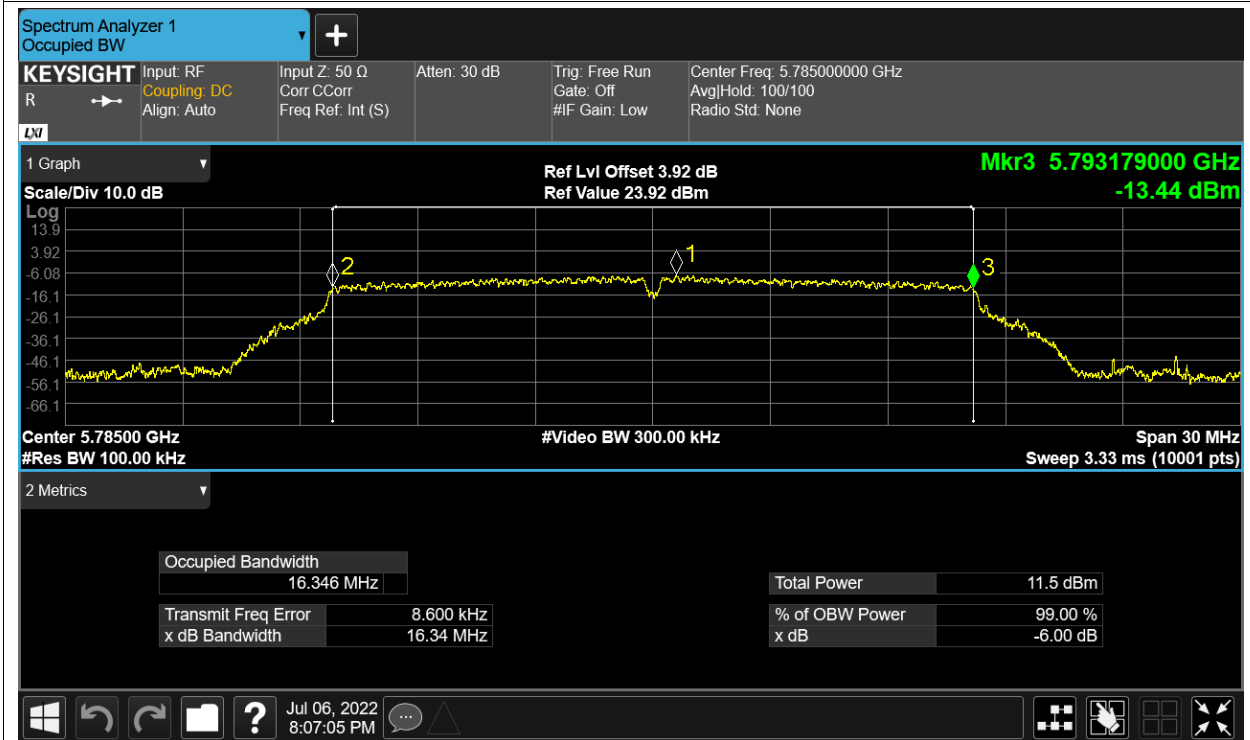 Spectrum Analyzer 1
Occupied BW
KEYSIGHT
R
LXI
Input: RF
Coupling: DC
Align: Auto
Input Z: 50 Ω
Corr CCorr
Freq Ref: Int (S)
Atten: 30 dB
Trig: Free Run
Gate: Off
#IF Gain: Low
Center Freq: 5.785000000 GHz
Avg|Hold: 100/100
Radio Std: None
1 Graph
Scale/Div 10.0 dB
Ref Lvl Offset 3.92 dB
Ref Value 23.92 dBm
Mkr3 5.793179000 GHz
-13.44 dBm
Log
13.9
3.92
-6.08
-16.1
-26.1
-36.1
-46.1
-56.1
-66.1
2
1
3
Center 5.78500 GHz
#Res BW 100.00 kHz
#Video BW 300.00 kHz
Span 30 MHz
Sweep 3.33 ms (10001 pts)
2 Metrics
Occupied Bandwidth
16.346 MHz
Transmit Freq Error 8.600 kHz
x dB Bandwidth 16.34 MHz
Total Power 11.5 dBm
% of OBW Power 99.00 %
x dB -6.00 dB
?
Jul 06, 2022
8:07:05 PM